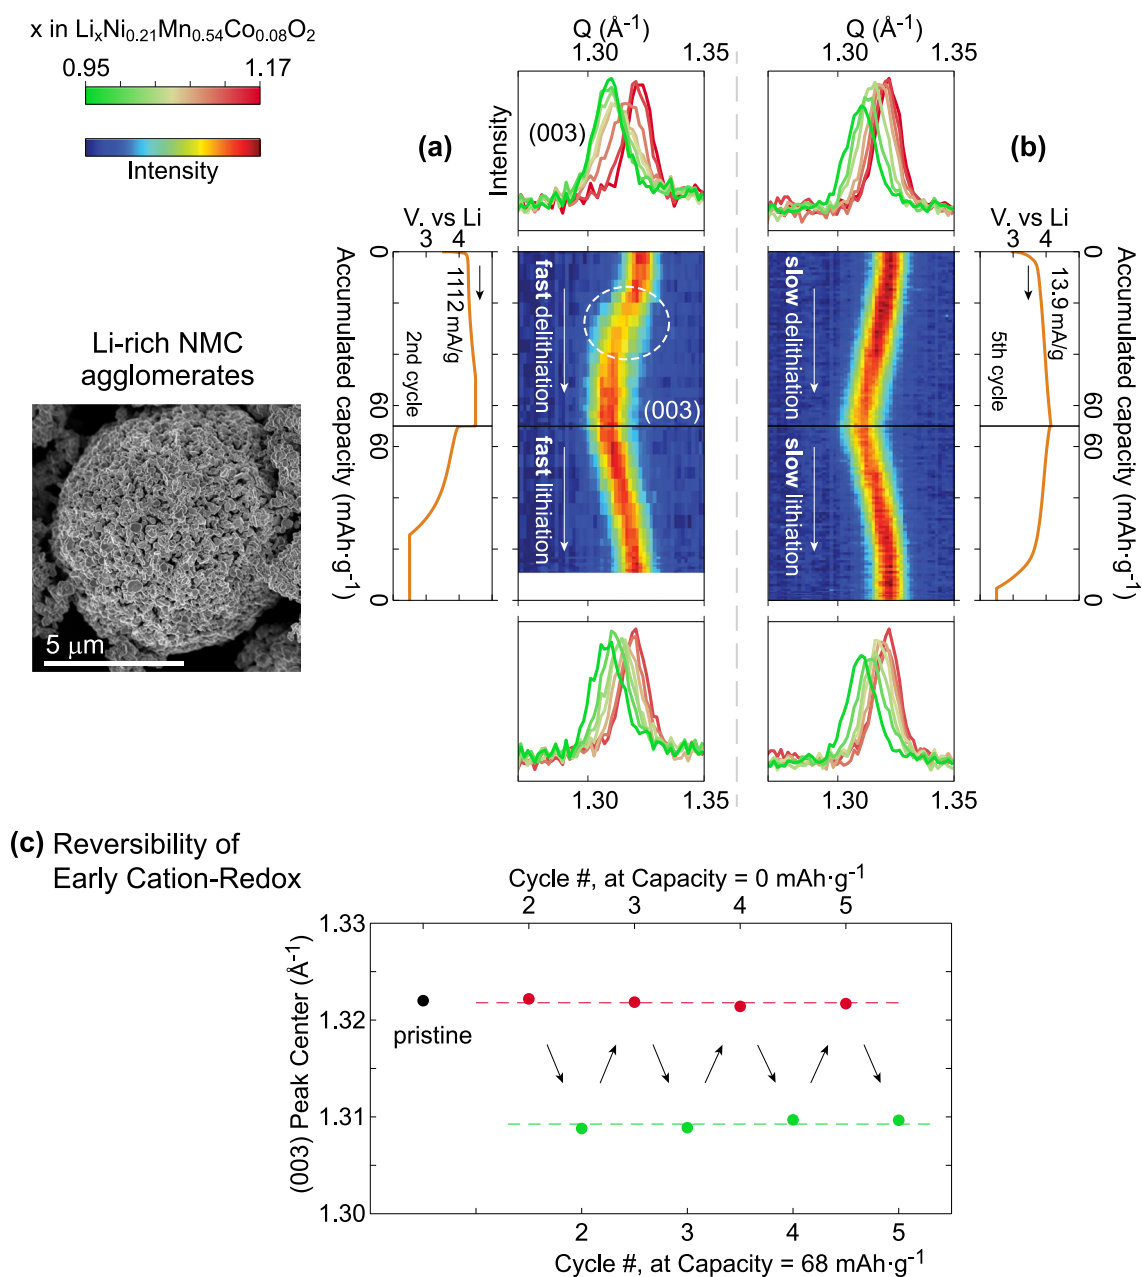 x in LiₓNi₀.₂₁Mn₀.₅₄Co₀.₀₈O₂
0.95 1.17
Intensity
Li-rich NMC
agglomerates
5 μm
(a)
Q (Å⁻¹)
1.30 1.35
Intensity
(003)
V. vs Li
3 4
Accumulated capacity (mAh·g⁻¹)
0
60
60
0
1112 mA/g
2nd cycle
fast delithiation
(003)
fast lithiation
1.30 1.35
(b)
Q (Å⁻¹)
1.30 1.35
slow delithiation
slow lithiation
V. vs Li
3 4
13.9 mA/g
5th cycle
0
60
60
0
Accumulated capacity (mAh·g⁻¹)
1.30 1.35
(c) Reversibility of
Early Cation-Redox
Cycle #, at Capacity = 0 mAh·g⁻¹
2 3 4 5
(003) Peak Center (Å⁻¹)
1.33
1.32
1.31
1.30
pristine
2 3 4 5
Cycle #, at Capacity = 68 mAh·g⁻¹